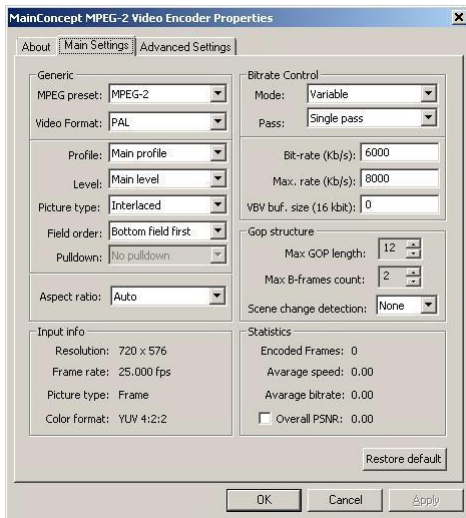 MainConcept MPEG-2 Video Encoder Properties
About Main Settings Advanced Settings
Generic
MPEG preset: MPEG-2
Video Format: PAL
Profile: Main profile
Level: Main level
Picture type: Interlaced
Field order: Bottom field first
Pulldown: No pulldown
Aspect ratio: Auto
Input info
Resolution: 720 x 576
Frame rate: 25.000 fps
Picture type: Frame
Color format: YUV 4:2:2
Bitrate Control
Mode: Variable
Pass: Single pass
Bit-rate (Kb/s): 6000
Max. rate (Kb/s): 8000
VBV buf. size (16 kbit): 0
Gop structure
Max GOP length: 12
Max B-frames count: 2
Scene change detection: None
Statistics
Encoded Frames: 0
Avarage speed: 0.00
Avarage bitrate: 0.00
Overall PSNR: 0.00
Restore default
OK Cancel Apply